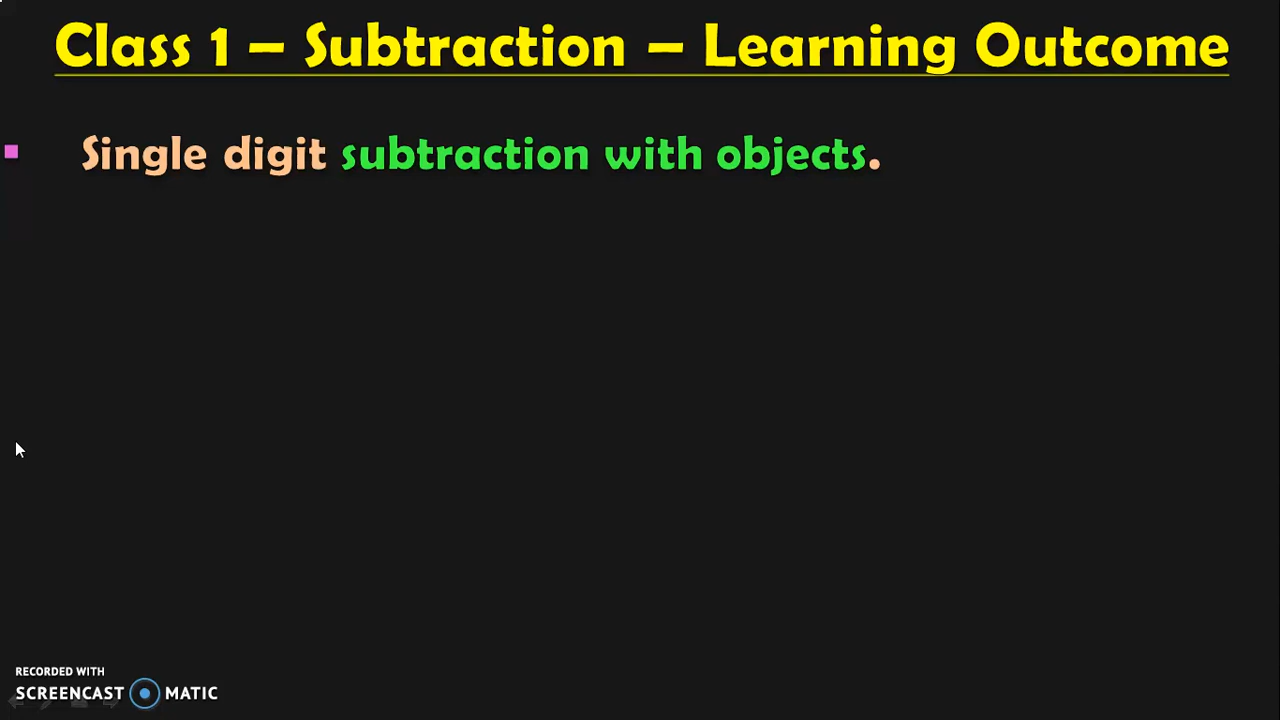 Class 1 – Subtraction – Learning Outcome
Single digit subtraction with objects.
RECORDED WITH
SCREENCAST MATIC